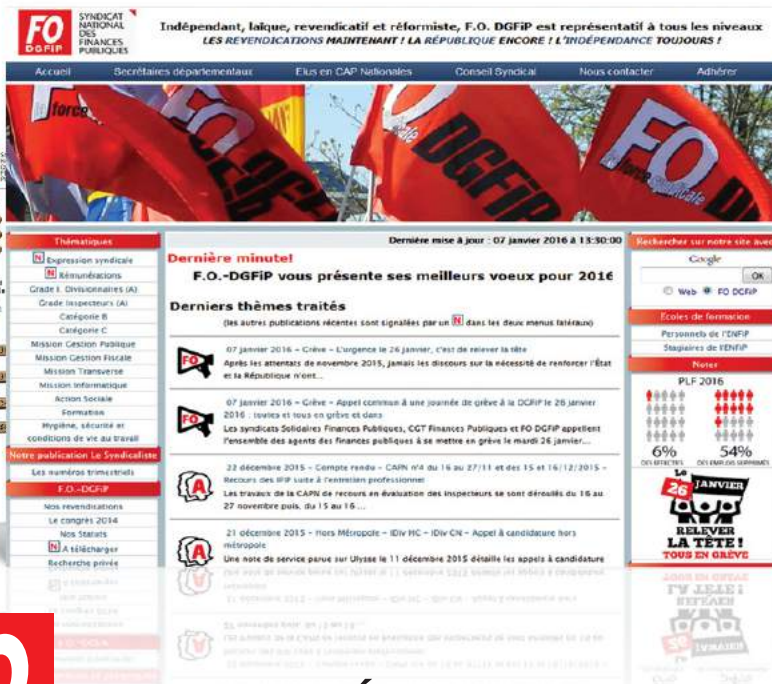 FO
DGFiP
SYNDICAT
NATIONAL
DES
FINANCES
PUBLIQUES
Indépendant, laïque, revendicatif et réformiste, F.O. DGFiP est représentatif à tous les niveaux
LES REVENDICATIONS MAINTENANT ! LA RÉPUBLIQUE ENCORE ! L'INDÉPENDANCE TOUJOURS !
Accueil Secrétaires départementaux Elus en CAP Nationales Conseil Syndical Nous contacter Adhérer
force
FO
DGFiP
FO
la force syndicale
DGFiP
Thématiques
N Expression syndicale
N Rémunérations
Grade I. Divisionnaires (A)
Grade Inspecteurs (A)
Catégorie B
Catégorie C
Mission Gestion Publique
Mission Gestion Fiscale
Mission Transverse
Mission Informatique
Action Sociale
Formation
Hygiène, sécurité et
conditions de vie au travail
Notre publication Le Syndicaliste
Les numéros trimestriels
F.O.-DGFiP
Nos revendications
Le congrès 2014
Nos Statuts
N A télécharger
Recherche privée
Dernière mise à jour : 07 janvier 2016 à 13:30:00
Dernière minute!
F.O.-DGFiP vous présente ses meilleurs voeux pour 2016
Derniers thèmes traités
(les autres publications récentes sont signalées par un N dans les deux menus latéraux)
FO
07 janvier 2016 - Grève - L'urgence le 26 janvier, c'est de relever la tête
Après les attentats de novembre 2015, jamais les discours sur la nécessité de renforcer l'État
et la République n'ont...
FO
07 janvier 2016 - Grève - Appel commun à une journée de grève à la DGFiP le 26 janvier
2016 : toutes et tous en grève et dans
Les syndicats Solidaires Finances Publiques, CGT Finances Publiques et FO DGFiP appellent
l'ensemble des agents des finances publiques à se mettre en grève le mardi 26 janvier...
A
22 décembre 2015 - Compte rendu - CAPN n°4 du 16 au 27/11 et des 15 et 16/12/2015 -
Recours des IFiP suite à l'entretien professionnel
Les travaux de la CAPN de recours en évaluation des inspecteurs se sont déroulés du 16 au
27 novembre puis, du 15 au 16 ...
A
21 décembre 2015 - Hors Métropole - IDiv HC - IDiv CN - Appel à candidature hors
métropole
Une note de service parue sur Ulysse le 11 décembre 2015 détaille les appels à candidature
Rechercher sur notre site avec
Google
OK
Web FO DGFiP
Ecoles de formation
Personnels de l'ENFiP
Stagiaires de l'ENFiP
Noter
PLF 2016
6% 54%
DES EFFECTIFS DES EMPLOIS SUPPRIMÉS
Le
26 JANVIER
RELEVER
LA TÊTE !
TOUS EN GRÈVE